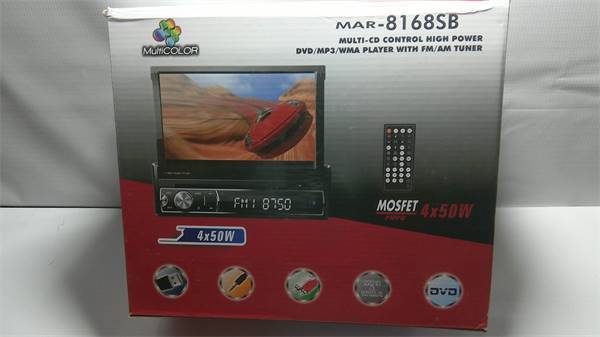 MultiCOLOR
MAR-8168SB
MULTI-CD CONTROL HIGH POWER
DVD/MP3/WMA PLAYER WITH FM/AM TUNER
FM1 8750
MOSFET 4x50W
4x50W
DVD